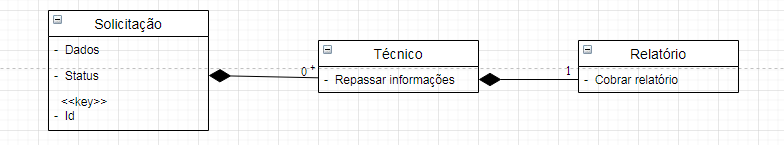 Solicitação
- Dados
- Status
<<key>>
- Id
0 *
Técnico
- Repassar informações
1
Relatório
- Cobrar relatório